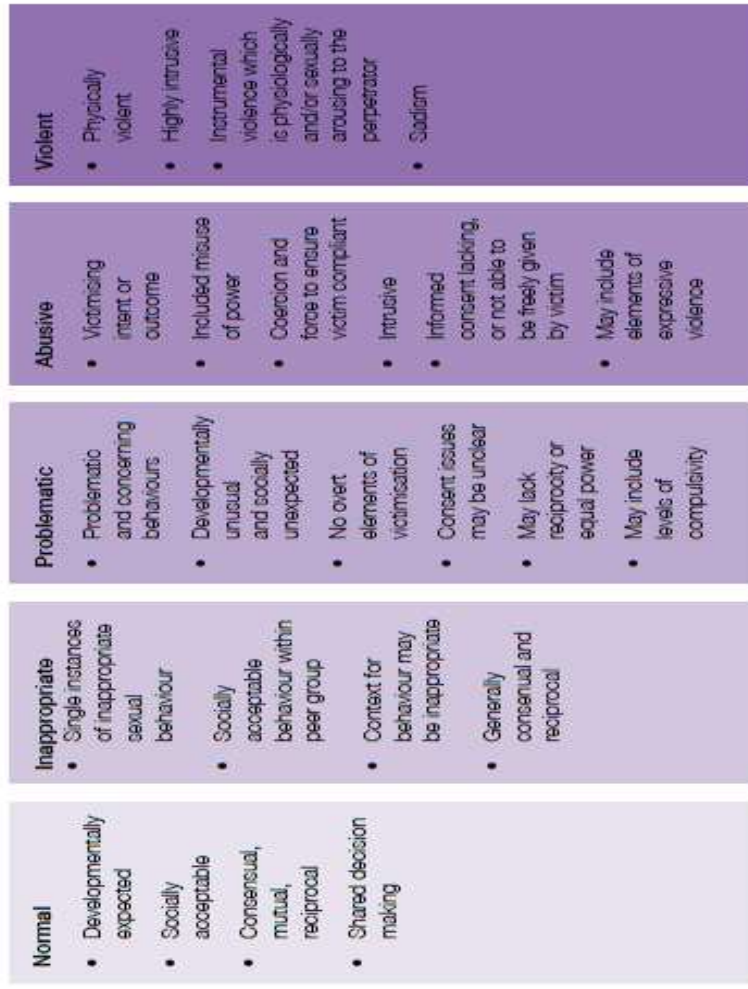 Normal
• Developmentally
expected
• Socially
acceptable
• Consensual,
mutual,
reciprocal
• Shared decision
making
Inappropriate
• Single instances
of inappropriate
sexual
behaviour
• Socially
acceptable
behaviour within
peer group
• Context for
behaviour may
be inappropriate
• Generally
consenual and
reciprocal
Problematic
• Problematic
and concerning
behaviours
• Developmentally
unusual
and socially
unexpected
• No overt
elements of
victimisation
• Consent issues
may be unclear
• May lack
reciprocity or
equal power
• May include
levels of
compulsivity
Abusive
• Victimising
intent or
outcome
• Included misuse
of power
• Coercion and
force to ensure
victim compliant
• Intrusive
• Informed
consent lacking,
or not able to
be freely given
by victim
• May include
elements of
expressive
violence
Violent
• Physically
violent
• Highly intrusive
• Instrumental
violence which
is physiologically
and/or sexually
arousing to the
perpetrator
• Sadism